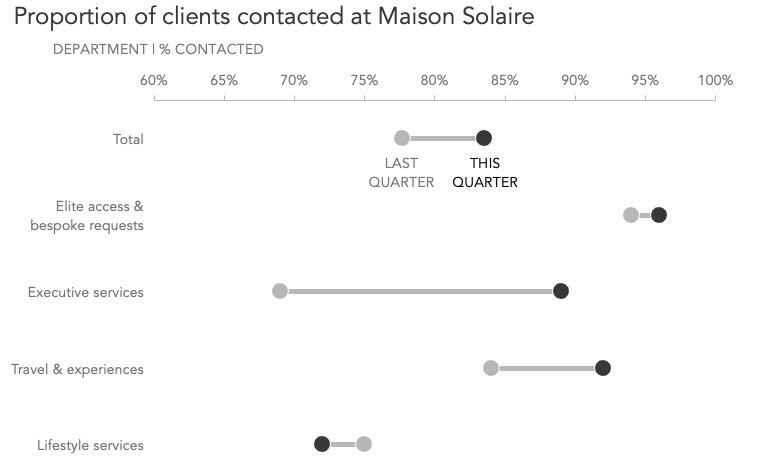 Proportion of clients contacted at Maison Solaire
DEPARTMENT | % CONTACTED
60% 65% 70% 75% 80% 85% 90% 95% 100%
Total
LAST QUARTER
THIS QUARTER
Elite access &
bespoke requests
Executive services
Travel & experiences
Lifestyle services